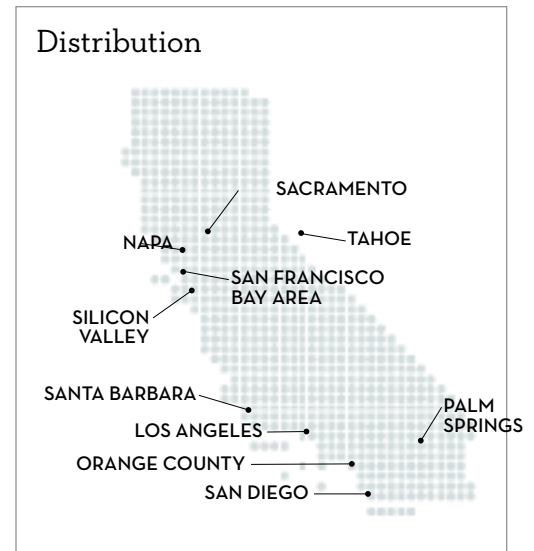 Distribution
SACRAMENTO
NAPA
TAHOE
SAN FRANCISCO
BAY AREA
SILICON
VALLEY
SANTA BARBARA
PALM
SPRINGS
LOS ANGELES
ORANGE COUNTY
SAN DIEGO